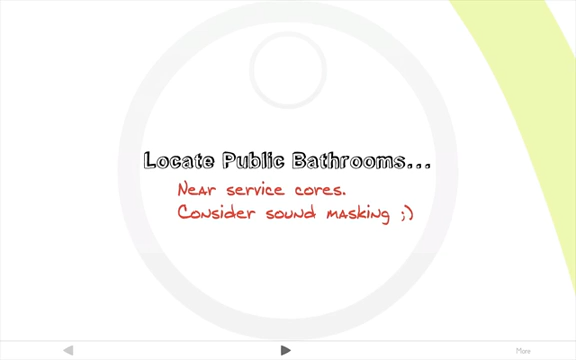 Locate Public Bathrooms...
Near service cores.
Consider sound masking ;)
More